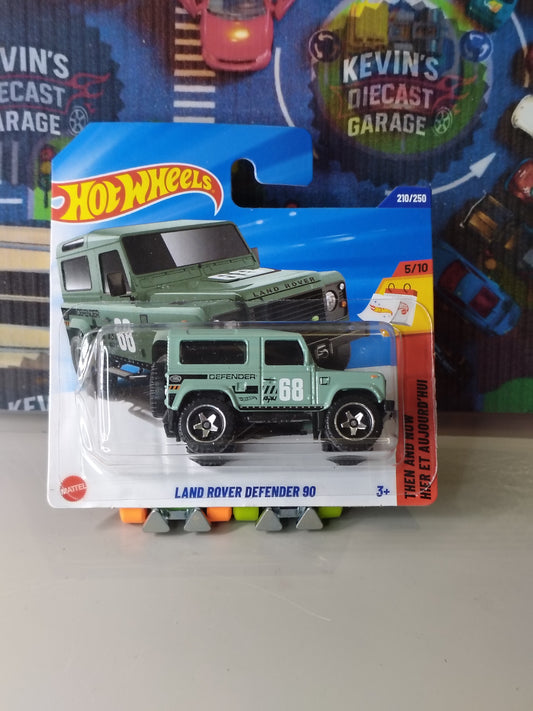 KEVIN'S
DIECAST
GARAGE
KEVIN'S
DIECAST
GARAGE
Hot Wheels
210/250
5/10
LAND ROVER
68
DEFENDER
68
THEN AND NOW
HIER ET AUJOURD'HUI
MATTEL
LAND ROVER DEFENDER 90
3+